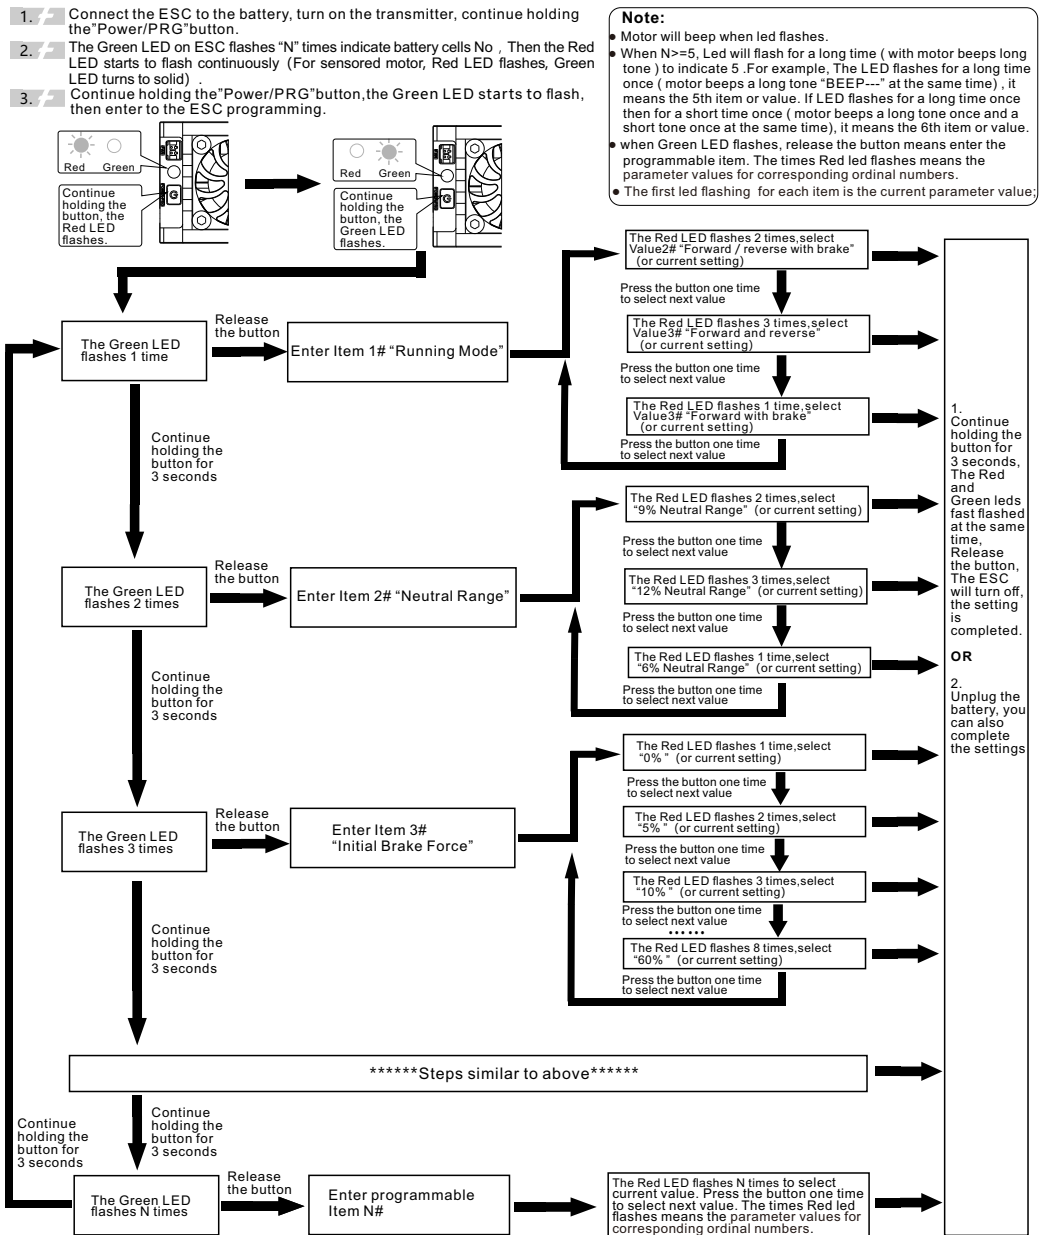 1. Connect the ESC to the battery, turn on the transmitter, continue holding
the"Power/PRG"button.
2. The Green LED on ESC flashes "N" times indicate battery cells No , Then the Red
LED starts to flash continuously (For sensored motor, Red LED flashes, Green
LED turns to solid) .
3. Continue holding the"Power/PRG"button,the Green LED starts to flash,
then enter to the ESC programming.
Note:
● Motor will beep when led flashes.
● When N>=5, Led will flash for a long time ( with motor beeps long
tone ) to indicate 5 .For example, The LED flashes for a long time
once ( motor beeps a long tone "BEEP---" at the same time) , it
means the 5th item or value. If LED flashes for a long time once
then for a short time once ( motor beeps a long tone once and a
short tone once at the same time), it means the 6th item or value.
● when Green LED flashes, release the button means enter the
programmable item. The times Red led flashes means the
parameter values for corresponding ordinal numbers.
● The first led flashing for each item is the current parameter value;
Red Green
Continue
holding the
button, the
Red LED
flashes.
Red Green
Continue
holding the
button, the
Green LED
flashes.
The Green LED
flashes 1 time
Release
the button
Enter Item 1# "Running Mode"
The Red LED flashes 2 times,select
Value2# "Forward / reverse with brake"
(or current setting)
Press the button one time
to select next value
The Red LED flashes 3 times,select
Value3# "Forward and reverse"
(or current setting)
Press the button one time
to select next value
The Red LED flashes 1 time,select
Value3# "Forward with brake"
(or current setting)
Press the button one time
to select next value
Continue
holding the
button for
3 seconds
The Green LED
flashes 2 times
Release
the button
Enter Item 2# "Neutral Range"
The Red LED flashes 2 times,select
"9% Neutral Range" (or current setting)
Press the button one time
to select next value
The Red LED flashes 3 times,select
"12% Neutral Range" (or current setting)
Press the button one time
to select next value
The Red LED flashes 1 time,select
"6% Neutral Range" (or current setting)
Press the button one time
to select next value
Continue
holding the
button for
3 seconds
The Green LED
flashes 3 times
Release
the button
Enter Item 3#
"Initial Brake Force"
The Red LED flashes 1 time,select
"0% " (or current setting)
Press the button one time
to select next value
The Red LED flashes 2 times,select
"5% " (or current setting)
Press the button one time
to select next value
The Red LED flashes 3 times,select
"10% " (or current setting)
Press the button one time
to select next value
······
The Red LED flashes 8 times,select
"60% " (or current setting)
Press the button one time
to select next value
Continue
holding the
button for
3 seconds
******Steps similar to above******
Continue
holding the
button for
3 seconds
Continue
holding the
button for
3 seconds
The Green LED
flashes N times
Release
the button
Enter programmable
Item N#
The Red LED flashes N times to select
current value. Press the button one time
to select next value. The times Red led
flashes means the parameter values for
corresponding ordinal numbers.
1.
Continue
holding the
button for
3 seconds,
The Red
and
Green leds
fast flashed
at the same
time,
Release
the button,
The ESC
will turn off,
the setting
is
completed.
OR
2.
Unplug the
battery, you
can also
complete
the settings